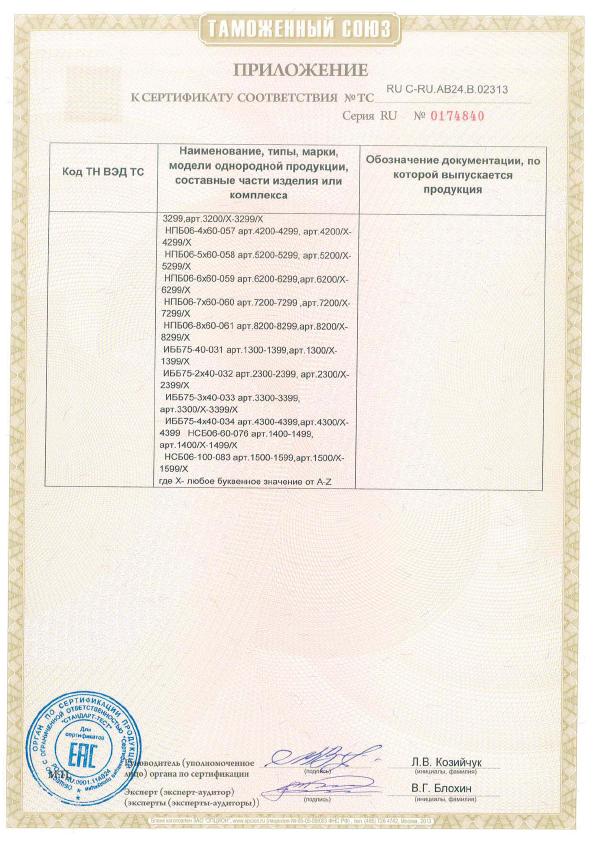 ТАМОЖЕННЫЙ СОЮЗ
ПРИЛОЖЕНИЕ
К СЕРТИФИКАТУ СООТВЕТСТВИЯ № ТС RU C-RU.АВ24.В.02313
Серия RU № 0174840
Код ТН ВЭД ТС
Наименование, типы, марки,
модели однородной продукции,
составные части изделия или
комплекса
Обозначение документации, по
которой выпускается
продукция
3299,арт.3200/Х-3299/Х
НПБ06-4х60-057 арт.4200-4299, арт.4200/Х-
4299/Х
НПБ06-5х60-058 арт.5200-5299, арт.5200/Х-
5299/Х
НПБ06-6х60-059 арт.6200-6299,арт.6200/Х-
6299/Х
НПБ06-7х60-060 арт.7200-7299 ,арт.7200/Х-
7299/Х
НПБ06-8х60-061 арт.8200-8299,арт.8200/Х-
8299/Х
ИББ75-40-031 арт.1300-1399,арт.1300/Х-
1399/Х
ИББ75-2х40-032 арт.2300-2399, арт.2300/Х-
2399/Х
ИББ75-3х40-033 арт.3300-3399,
арт.3300/Х-3399/Х
ИББ75-4х40-034 арт.4300-4399,арт.4300/Х-
4399 НСБ06-60-076 арт.1400-1499,
арт.1400/Х-1499/Х
НСБ06-100-083 арт.1500-1599,арт.1500/Х-
1599/Х
где Х- любое буквенное значение от A-Z
ОРГАН ПО СЕРТИФИКАЦИИ ПРОДУКЦИИ
С ОГРАНИЧЕННОЙ ОТВЕТСТВЕННОСТЬЮ
"СТАНДАРТ-ТЕСТ"
Для
сертификатов
ЕАС
М.П.
Руководитель (уполномоченное
лицо) органа по сертификации
(подпись)
Л.В. Козийчук
(инициалы, фамилия)
Эксперт (эксперт-аудитор)
(эксперты (эксперты-аудиторы))
(подпись)
В.Г. Блохин
(инициалы, фамилия)